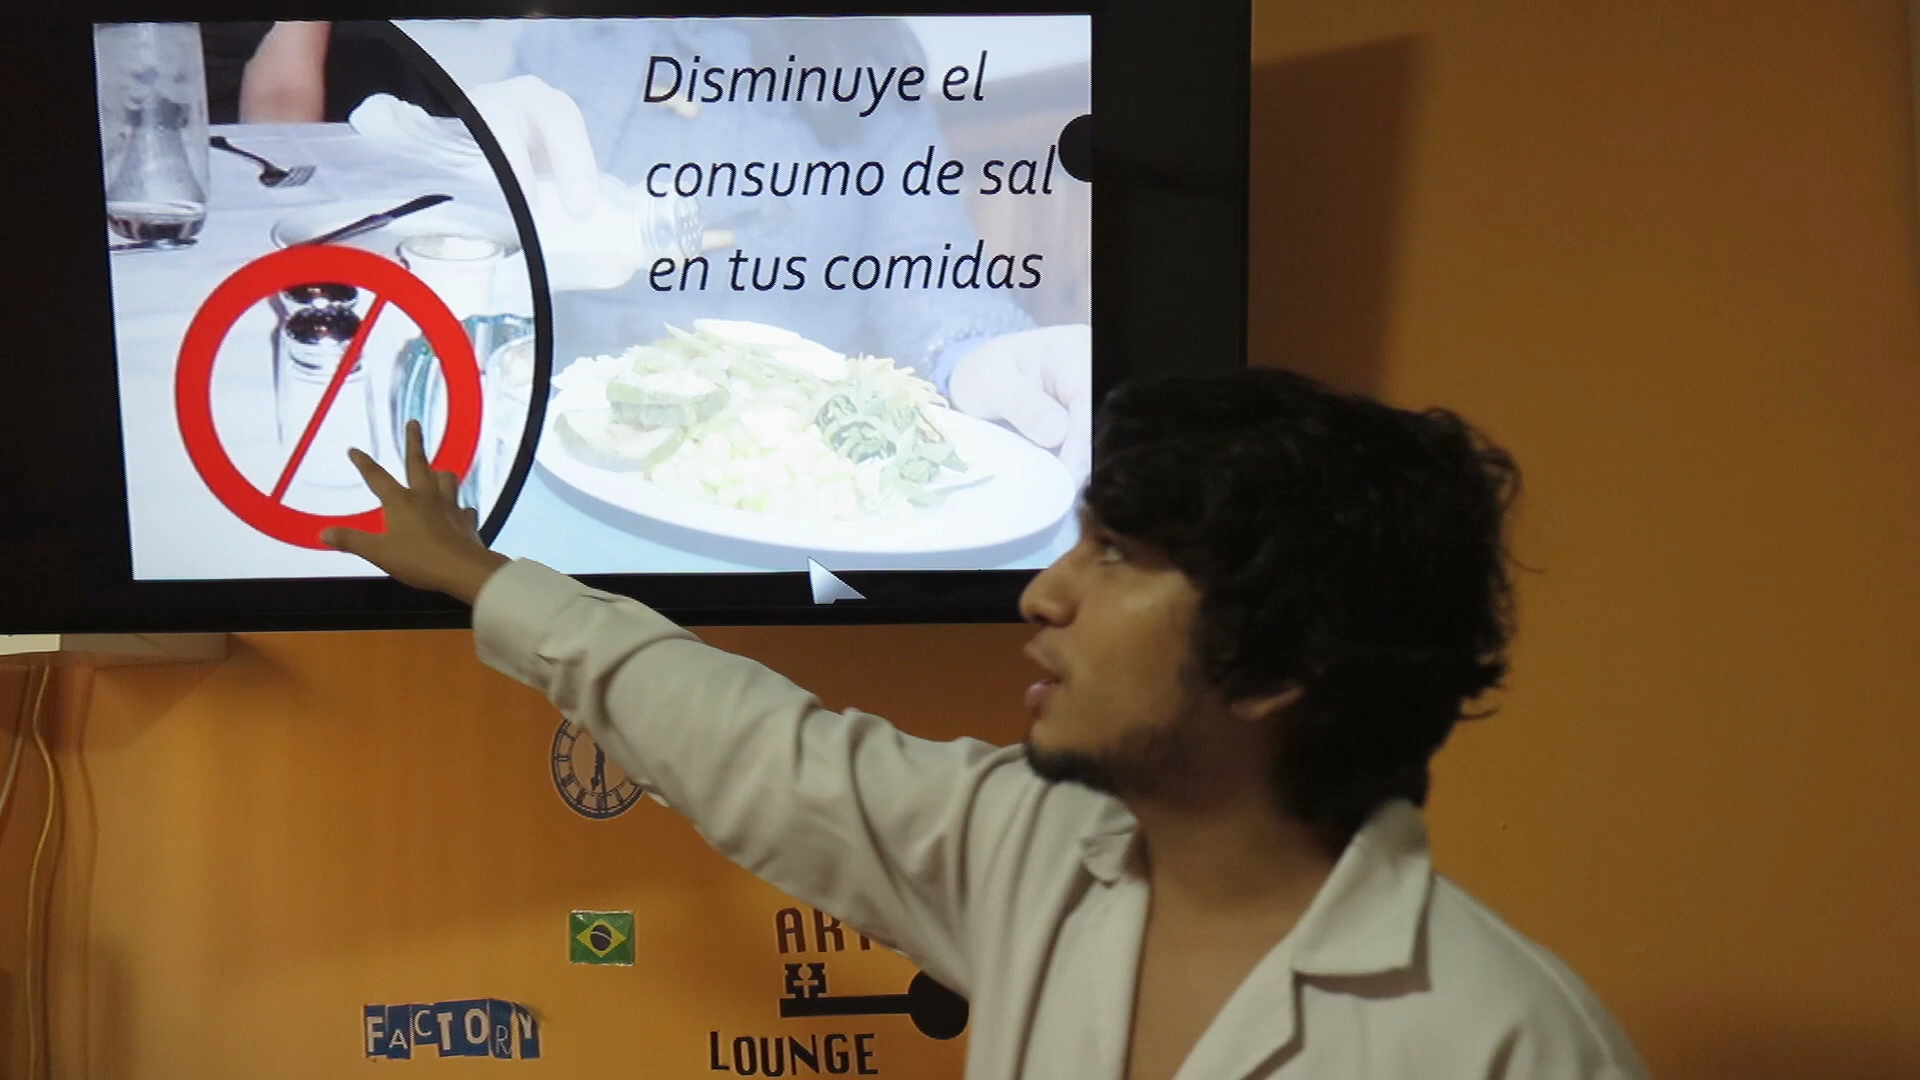 Disminuye el
consumo de sal
en tus comidas
FACTORY
LOUNGE